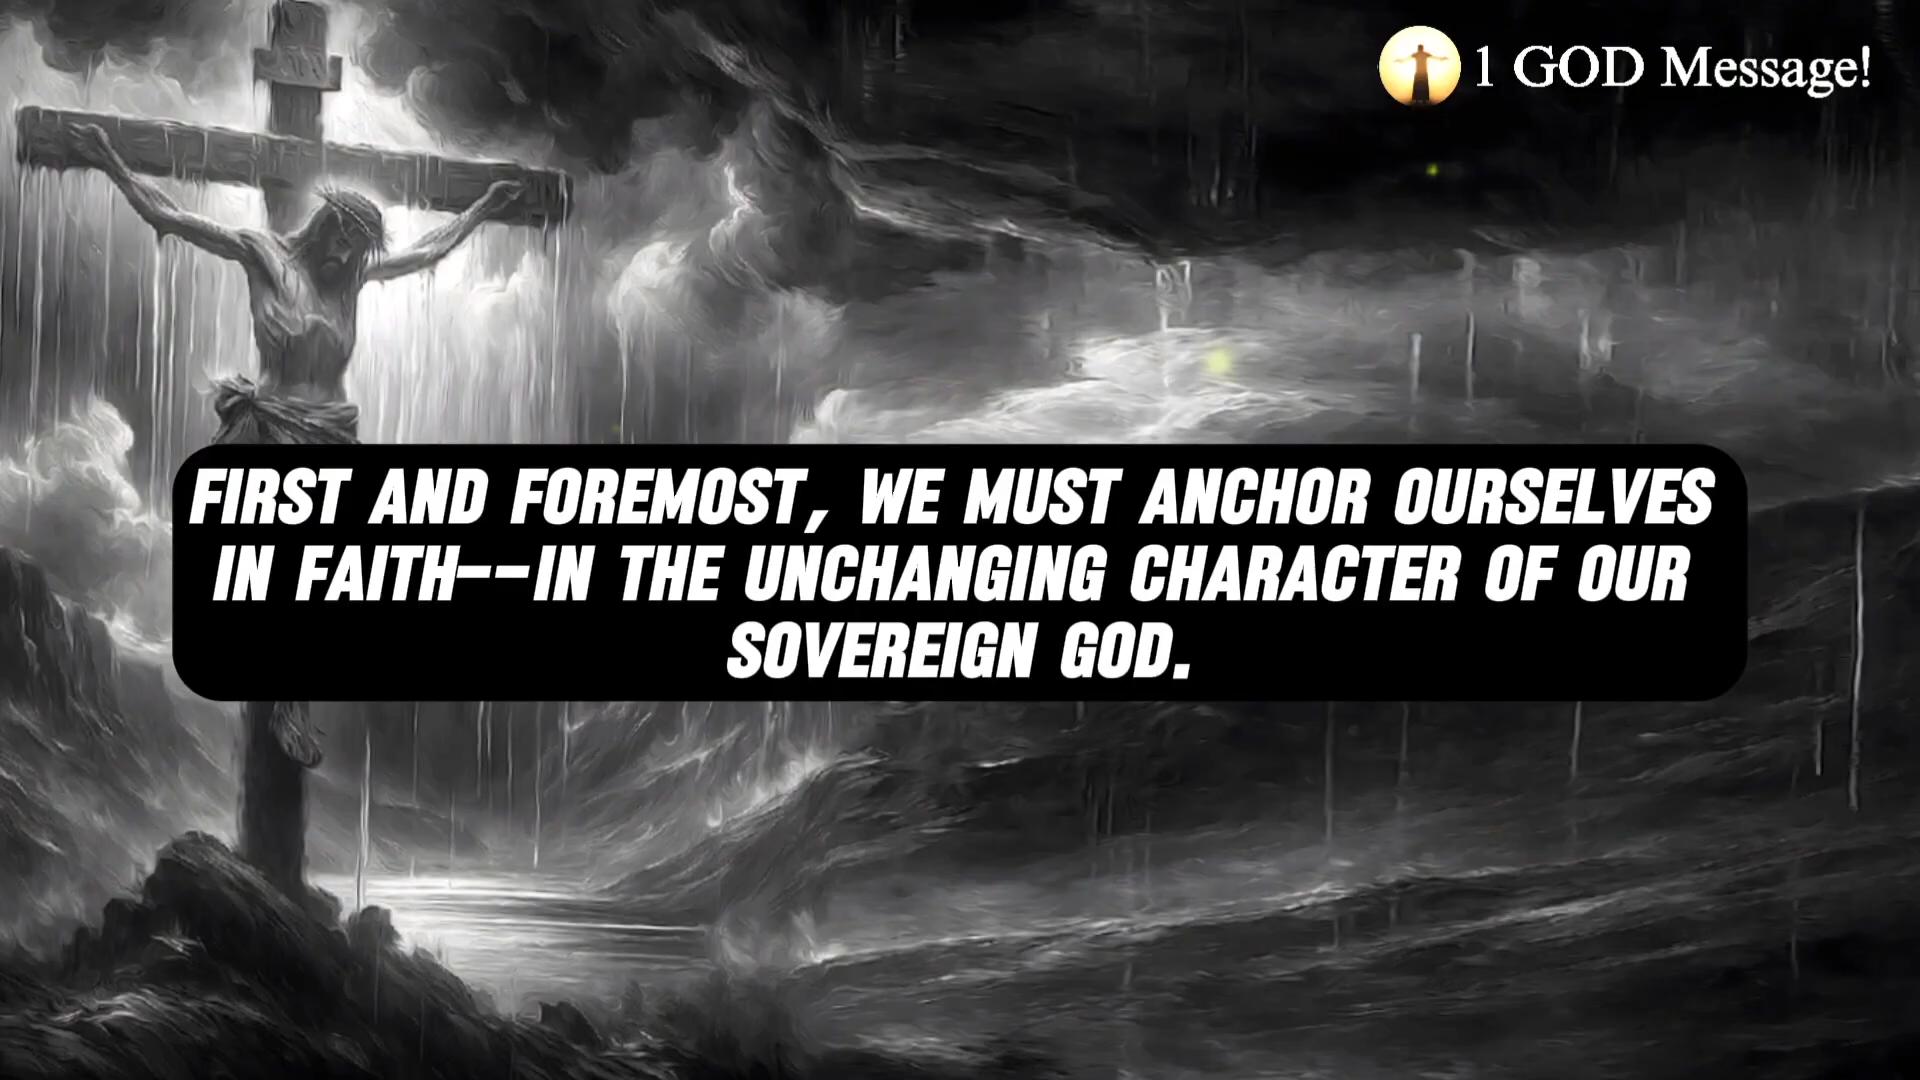 1 GOD Message!
FIRST AND FOREMOST, WE MUST ANCHOR OURSELVES
IN FAITH--IN THE UNCHANGING CHARACTER OF OUR
SOVEREIGN GOD.